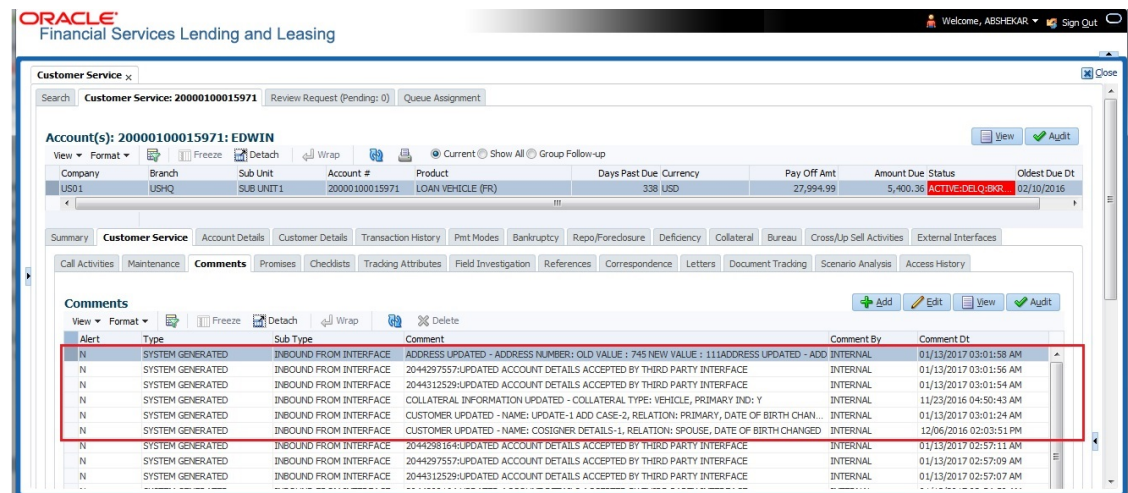 ORACLE
Financial Services Lending and Leasing
Welcome, ABSHEKAR Sign Out
Customer Service x
Close
Search Customer Service: 20000100015971 Review Request (Pending: 0) Queue Assignment
Account(s): 20000100015971: EDWIN
View Audit
View Format Freeze Detach Wrap Current Show All Group Follow-up
Company Branch Sub Unit Account # Product Days Past Due Currency Pay Off Amt Amount Due Status Oldest Due Dt
US01 USHQ SUB UNIT1 20000100015971 LOAN VEHICLE (FR) 338 USD 27,994.99 5,400.36 ACTIVE:DELQ:BKR... 02/10/2016
Summary Customer Service Account Details Customer Details Transaction History Pmt Modes Bankruptcy Repo/Foreclosure Deficiency Collateral Bureau Cross/Up Sell Activities External Interfaces
Call Activities Maintenance Comments Promises Checklists Tracking Attributes Field Investigation References Correspondence Letters Document Tracking Scenario Analysis Access History
Comments
Add Edit View Audit
View Format Freeze Detach Wrap Delete
Alert Type Sub Type Comment Comment By Comment Dt
N SYSTEM GENERATED INBOUND FROM INTERFACE ADDRESS UPDATED - ADDRESS NUMBER: OLD VALUE : 745 NEW VALUE : 111ADDRESS UPDATED - ADD INTERNAL 01/13/2017 03:01:58 AM
N SYSTEM GENERATED INBOUND FROM INTERFACE 2044297557:UPDATED ACCOUNT DETAILS ACCEPTED BY THIRD PARTY INTERFACE INTERNAL 01/13/2017 03:01:56 AM
N SYSTEM GENERATED INBOUND FROM INTERFACE 2044312529:UPDATED ACCOUNT DETAILS ACCEPTED BY THIRD PARTY INTERFACE INTERNAL 01/13/2017 03:01:54 AM
N SYSTEM GENERATED INBOUND FROM INTERFACE COLLATERAL INFORMATION UPDATED - COLLATERAL TYPE: VEHICLE, PRIMARY IND: Y INTERNAL 11/23/2016 04:50:43 AM
N SYSTEM GENERATED INBOUND FROM INTERFACE CUSTOMER UPDATED - NAME: UPDATE-1 ADD CASE-2, RELATION: PRIMARY, DATE OF BIRTH CHAN... INTERNAL 01/13/2017 03:01:24 AM
N SYSTEM GENERATED INBOUND FROM INTERFACE CUSTOMER UPDATED - NAME: COSIGNER DETAILS-1, RELATION: SPOUSE, DATE OF BIRTH CHANGED INTERNAL 12/06/2016 02:03:51 PM
N SYSTEM GENERATED INBOUND FROM INTERFACE 2044298164:UPDATED ACCOUNT DETAILS ACCEPTED BY THIRD PARTY INTERFACE INTERNAL 01/13/2017 02:57:11 AM
N SYSTEM GENERATED INBOUND FROM INTERFACE 2044297557:UPDATED ACCOUNT DETAILS ACCEPTED BY THIRD PARTY INTERFACE INTERNAL 01/13/2017 02:57:09 AM
N SYSTEM GENERATED INBOUND FROM INTERFACE 2044312529:UPDATED ACCOUNT DETAILS ACCEPTED BY THIRD PARTY INTERFACE INTERNAL 01/13/2017 02:57:07 AM